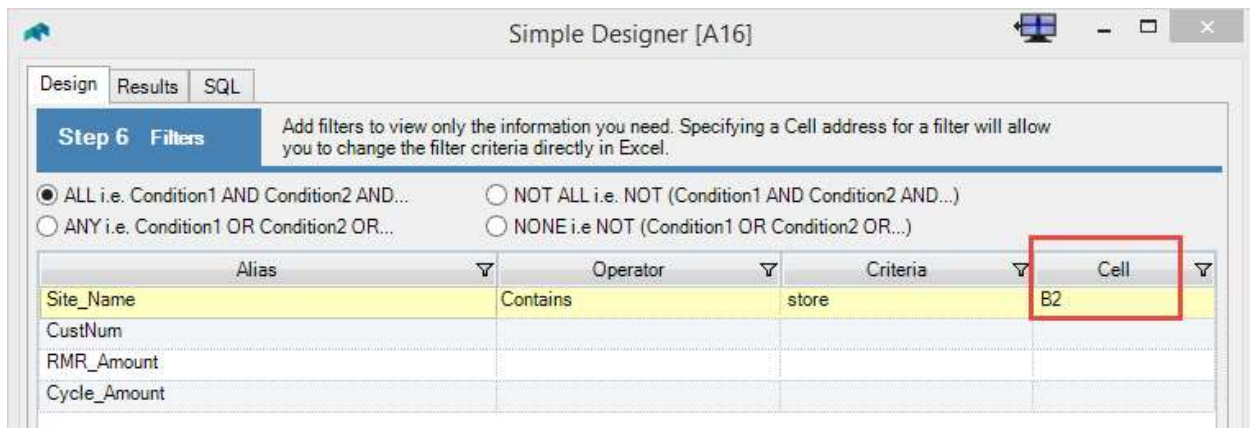 Simple Designer [A16]
Design Results SQL
Step 6 Filters
Add filters to view only the information you need. Specifying a Cell address for a filter will allow
you to change the filter criteria directly in Excel.
ALL i.e. Condition1 AND Condition2 AND... NOT ALL i.e. NOT (Condition1 AND Condition2 AND...)
ANY i.e. Condition1 OR Condition2 OR... NONE i.e NOT (Condition1 OR Condition2 OR...)
Alias Operator Criteria Cell
Site_Name Contains store B2
CustNum
RMR_Amount
Cycle_Amount